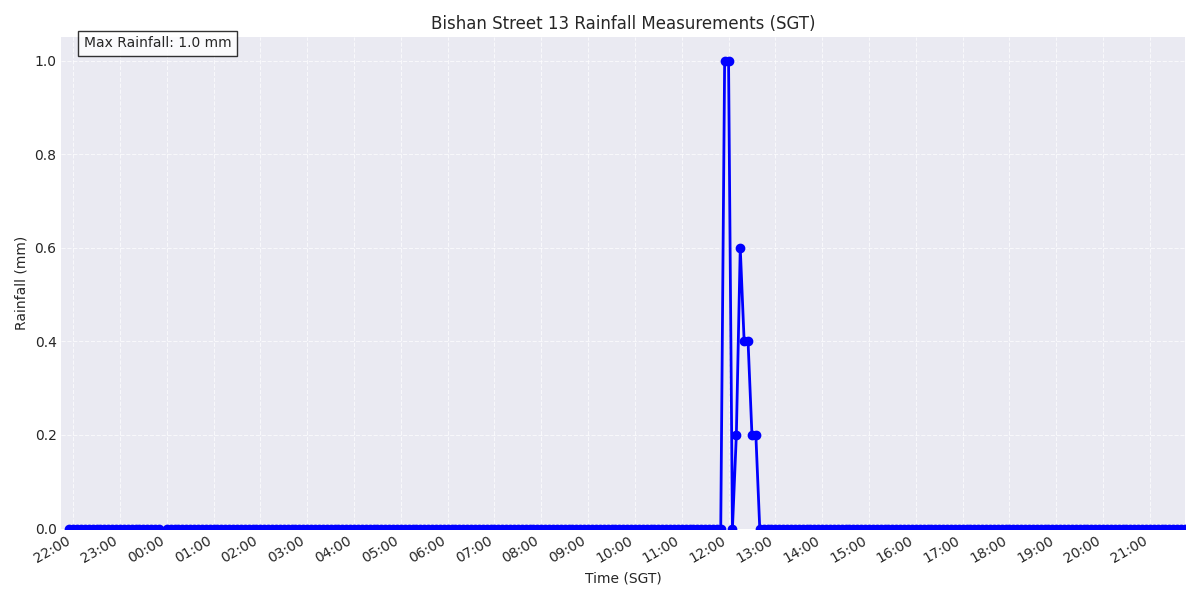 Bishan Street 13 Rainfall Measurements (SGT)
Max Rainfall: 1.0 mm
1.0
0.8
0.6
0.4
0.2
0.0
Rainfall (mm)
22:00 23:00 00:00 01:00 02:00 03:00 04:00 05:00 06:00 07:00 08:00 09:00 10:00 11:00 12:00 13:00 14:00 15:00 16:00 17:00 18:00 19:00 20:00 21:00
Time (SGT)